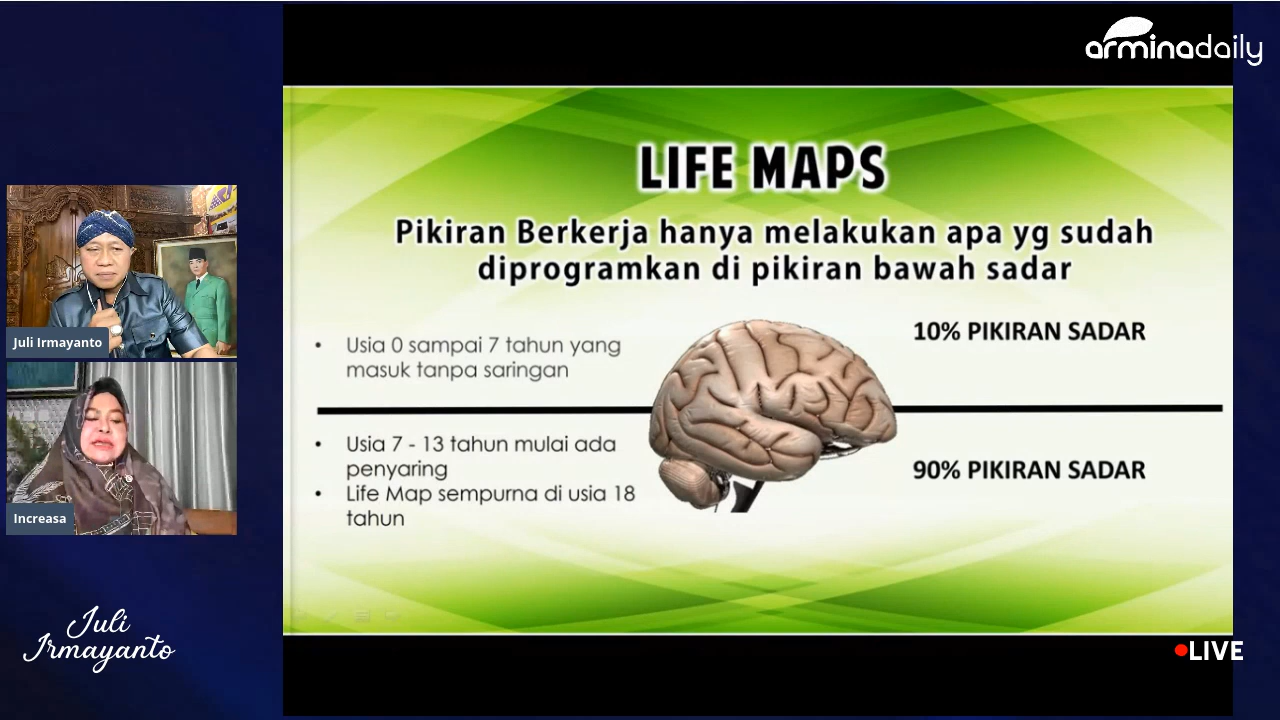 arminadaily
LIFE MAPS
Pikiran Berkerja hanya melakukan apa yg sudah
diprogramkan di pikiran bawah sadar
• Usia 0 sampai 7 tahun yang
masuk tanpa saringan
10% PIKIRAN SADAR
• Usia 7 - 13 tahun mulai ada
penyaring
• Life Map sempurna di usia 18
tahun
90% PIKIRAN SADAR
Juli Irmayanto
Increasa
Juli
Irmayanto
LIVE